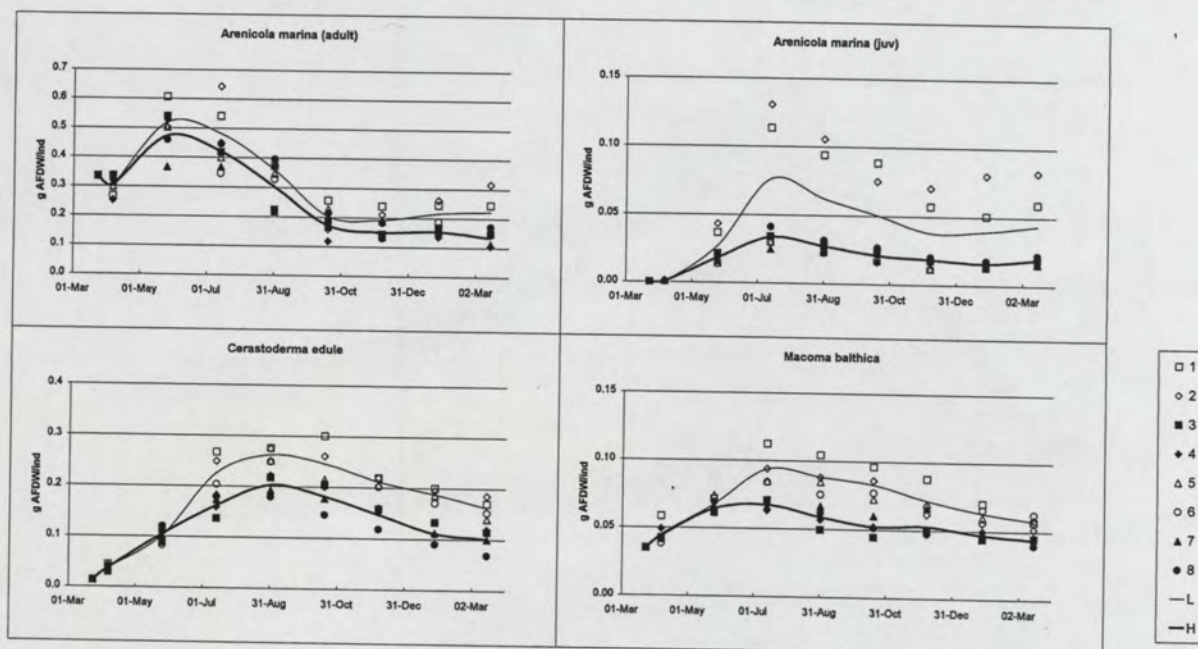 Arenicola marina (adult)
0.7
0.6
0.5
0.4
0.3
0.2
0.1
0.0
g AFDW/ind
01-Mar 01-May 01-Jul 31-Aug 31-Oct 31-Dec 02-Mar
Arenicola marina (juv)
0.15
0.10
0.05
0.00
g AFDW/ind
01-Mar 01-May 01-Jul 31-Aug 31-Oct 31-Dec 02-Mar
Cerastoderma edule
0.4
0.3
0.2
0.1
0.0
g AFDW/ind
01-Mar 01-May 01-Jul 31-Aug 31-Oct 31-Dec 02-Mar
Macoma balthica
0.15
0.10
0.05
0.00
g AFDW/ind
01-Mar 01-May 01-Jul 31-Aug 31-Oct 31-Dec 02-Mar
1
2
3
4
5
6
7
8
L
H